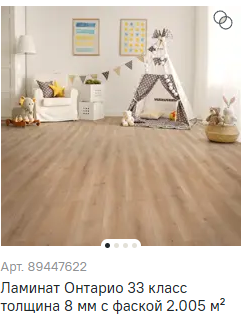 Арт. 89447622
Ламинат Онтарио 33 класс
толщина 8 мм с фаской 2.005 м²